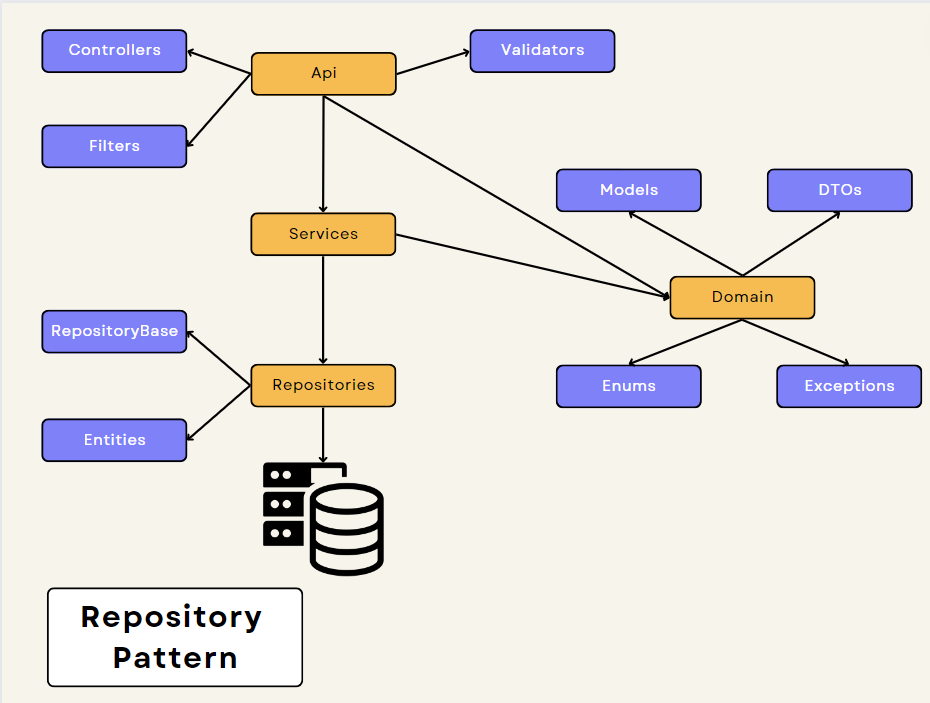 Controllers
Api
Validators
Filters
Models
DTOs
Services
Domain
RepositoryBase
Repositories
Enums
Exceptions
Entities
Repository
Pattern